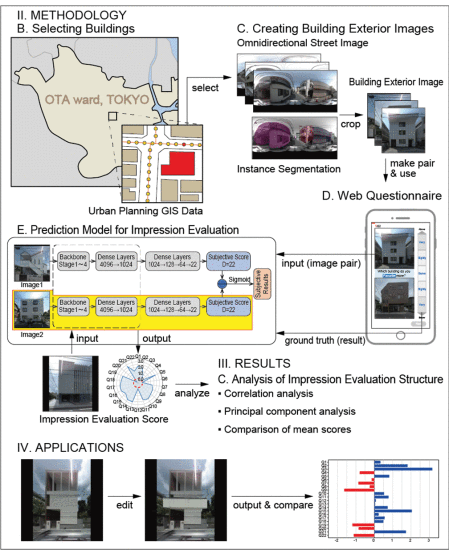 II. METHODOLOGY
B. Selecting Buildings
OTA ward, TOKYO
Urban Planning GIS Data
select
C. Creating Building Exterior Images
Omnidirectional Street Image
Instance Segmentation
crop
Building Exterior Image
make pair
& use
D. Web Questionnaire
E. Prediction Model for Impression Evaluation
Image1
Backbone
Stage1~4
Dense Layers
4096→1024
Dense Layers
1024→128→64→22
Subjective Score
D=22
Sigmoid
Subjective
Results
Image2
Backbone
Stage1~4
Dense Layers
4096→1024
Dense Layers
1024→128→64→22
Subjective Score
D=22
input (image pair)
ground truth (result)
input
output
Impression Evaluation Score
analyze
III. RESULTS
C. Analysis of Impression Evaluation Structure
▪ Correlation analysis
▪ Principal component analysis
▪ Comparison of mean scores
IV. APPLICATIONS
edit
output & compare
-2 -1 0 1 2 3